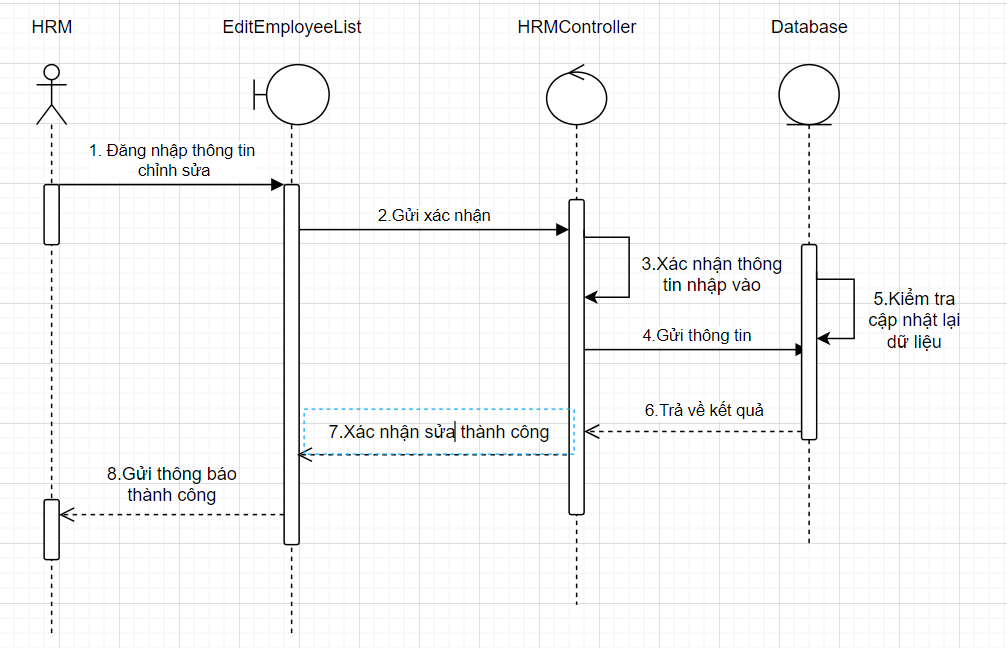 HRM
EditEmployeeList
HRMController
Database
1. Đăng nhập thông tin
chỉnh sửa
2.Gửi xác nhận
3.Xác nhận thông
tin nhập vào
5.Kiểm tra
cập nhật lại
dữ liệu
4.Gửi thông tin
6.Trả về kết quả
7.Xác nhận sửa thành công
8.Gửi thông báo
thành công